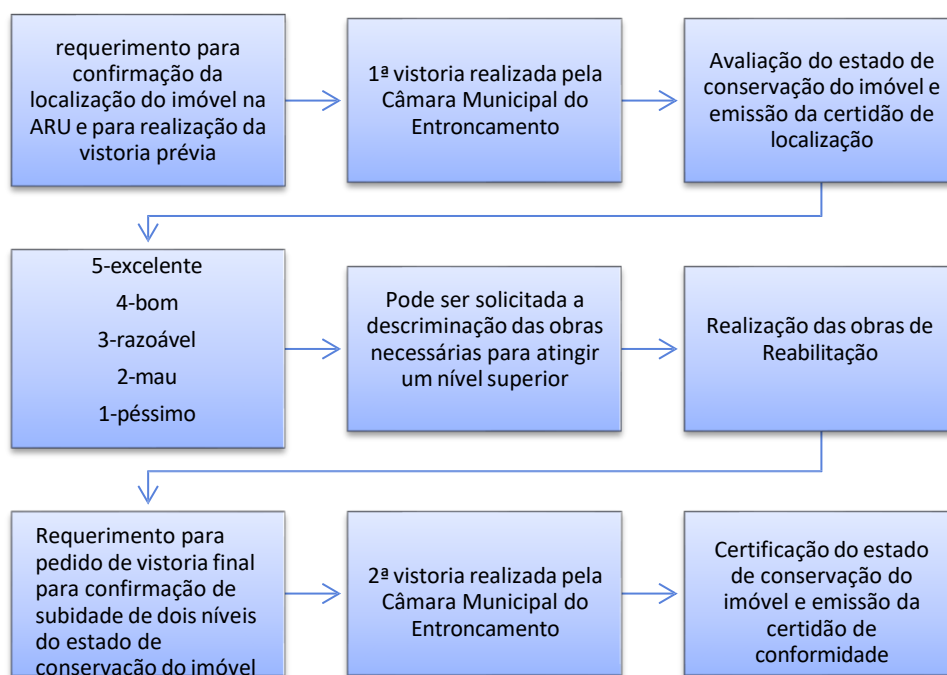 requerimento para
confirmação da
localização do imóvel na
ARU e para realização da
vistoria prévia
1ª vistoria realizada pela
Câmara Municipal do
Entroncamento
Avaliação do estado de
conservação do imóvel e
emissão da certidão de
localização
5-excelente
4-bom
3-razoável
2-mau
1-péssimo
Pode ser solicitada a
descriminação das obras
necessárias para atingir
um nível superior
Realização das obras de
Reabilitação
Requerimento para
pedido de vistoria final
para confirmação de
subidade de dois níveis
do estado de
conservação do imóvel
2ª vistoria realizada pela
Câmara Municipal do
Entroncamento
Certificação do estado
de conservação do
imóvel e emissão da
certidão de
conformidade